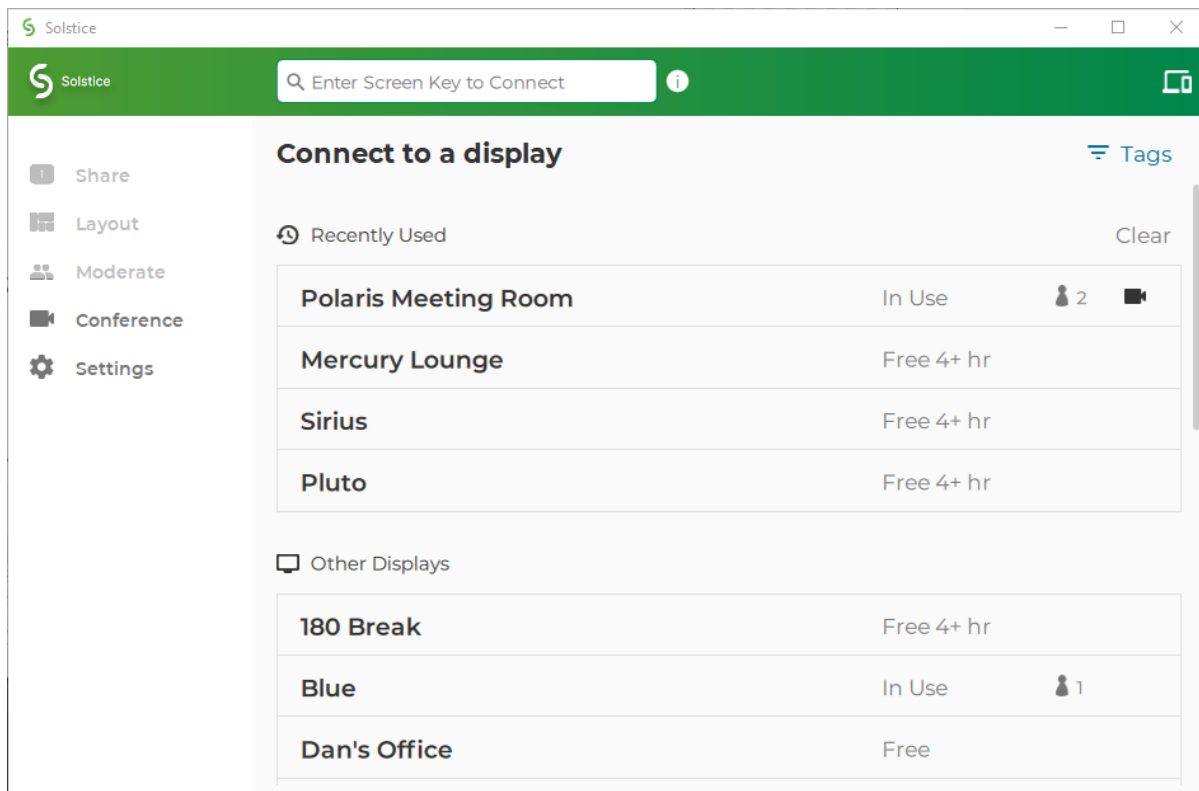 Solstice
Solstice
Enter Screen Key to Connect
Connect to a display
Tags
Share
Layout
Moderate
Conference
Settings
Recently Used
Clear
Polaris Meeting Room In Use 2
Mercury Lounge Free 4+ hr
Sirius Free 4+ hr
Pluto Free 4+ hr
Other Displays
180 Break Free 4+ hr
Blue In Use 1
Dan's Office Free